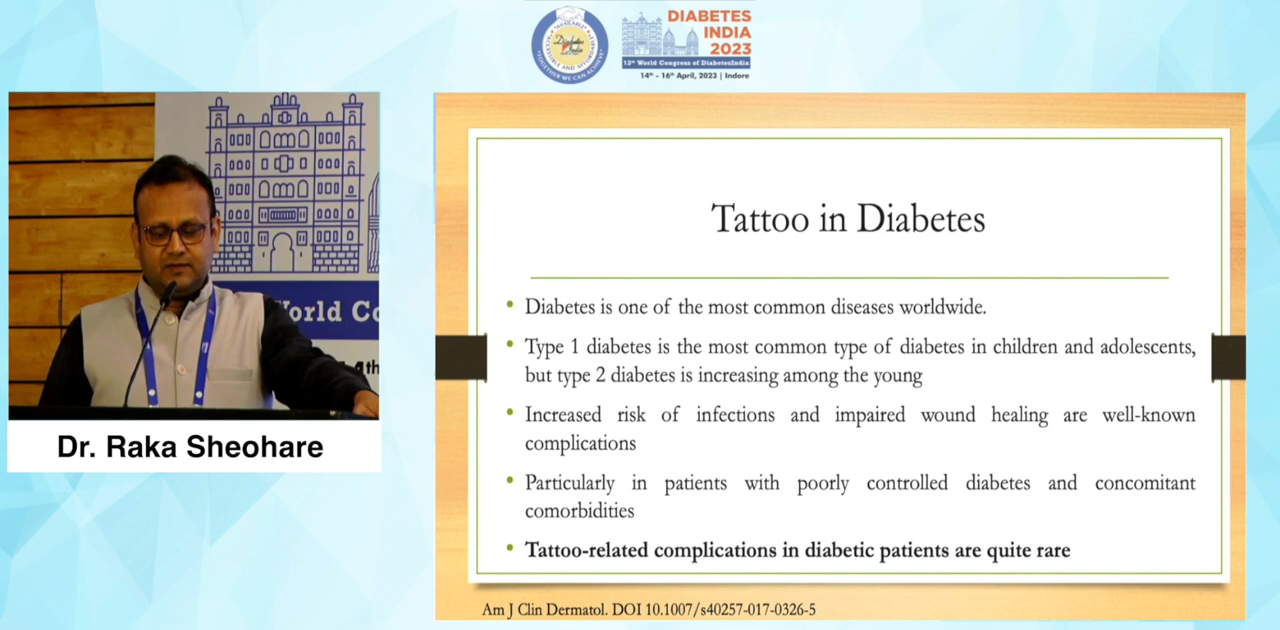 DIABETES
INDIA
2023
12th World Congress of DiabetesIndia
14th - 16th April, 2023 | Indore
World Co
4th
Dr. Raka Sheohare
Tattoo in Diabetes
• Diabetes is one of the most common diseases worldwide.
• Type 1 diabetes is the most common type of diabetes in children and adolescents,
but type 2 diabetes is increasing among the young
• Increased risk of infections and impaired wound healing are well-known
complications
• Particularly in patients with poorly controlled diabetes and concomitant
comorbidities
• Tattoo-related complications in diabetic patients are quite rare
Am J Clin Dermatol. DOI 10.1007/s40257-017-0326-5